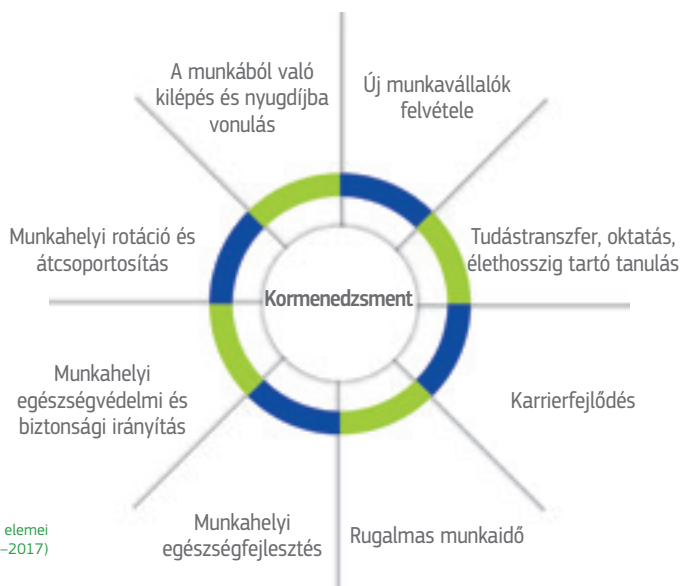 A munkából való
kilépés és nyugdíjba
vonulás
Új munkavállalók
felvétele
Tudástranszfer, oktatás,
élethosszig tartó tanulás
Karrierfejlődés
Rugalmas munkaidő
Munkahelyi
egészségfejlesztés
Munkahelyi
egészségvédelmi és
biztonsági irányítás
Munkahelyi rotáció és
átcsoportosítás
Kormenedzsment
elemei
–2017)